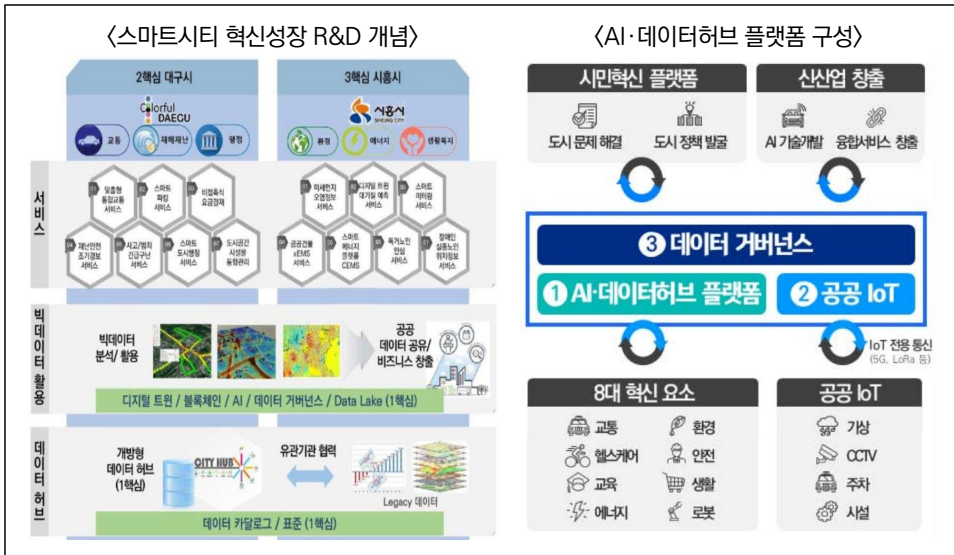 〈스마트시티 혁신성장 R&D 개념〉
2핵심 대구시
Colorful
DAEGU
교통
재해재난
행정
3핵심 시흥시
시흥시
SIHEUNG CITY
환경
에너지
생활복지
서비스
01
맞춤형
통합교통
서비스
02
스마트
파킹
서비스
03
비접촉식
요금결제
04
재난안전
조기경보
서비스
05
사고/범죄
긴급구난
서비스
06
스마트
도시행정
서비스
07
도시공간
시설물
통합관리
01
미세먼지
오염정보
서비스
02
디지털 트윈
대기질 예측
서비스
03
스마트
미터링
서비스
04
공공건물
xEMS
서비스
05
스마트
에너지
플랫폼
CEMS
06
독거노인
안심
서비스
07
장애인
실종노인
위치정보
서비스
빅데이터 활용
빅데이터
분석/활용
공공
데이터 공유/
비즈니스 창출
디지털 트윈 / 블록체인 / AI / 데이터 거버넌스 / Data Lake (1핵심)
데이터 허브
개방형
데이터 허브
(1핵심)
CITY HUB
유관기관 협력
Legacy 데이터
데이터 카달로그 / 표준 (1핵심)
〈AI·데이터허브 플랫폼 구성〉
시민혁신 플랫폼
도시 문제 해결
도시 정책 발굴
신산업 창출
AI 기술개발
융합서비스 창출
3 데이터 거버넌스
1 AI·데이터허브 플랫폼
2 공공 IoT
IoT 전용 통신
(5G, LoRa 등)
8대 혁신 요소
교통
환경
헬스케어
안전
교육
생활
에너지
로봇
공공 IoT
기상
CCTV
주차
시설